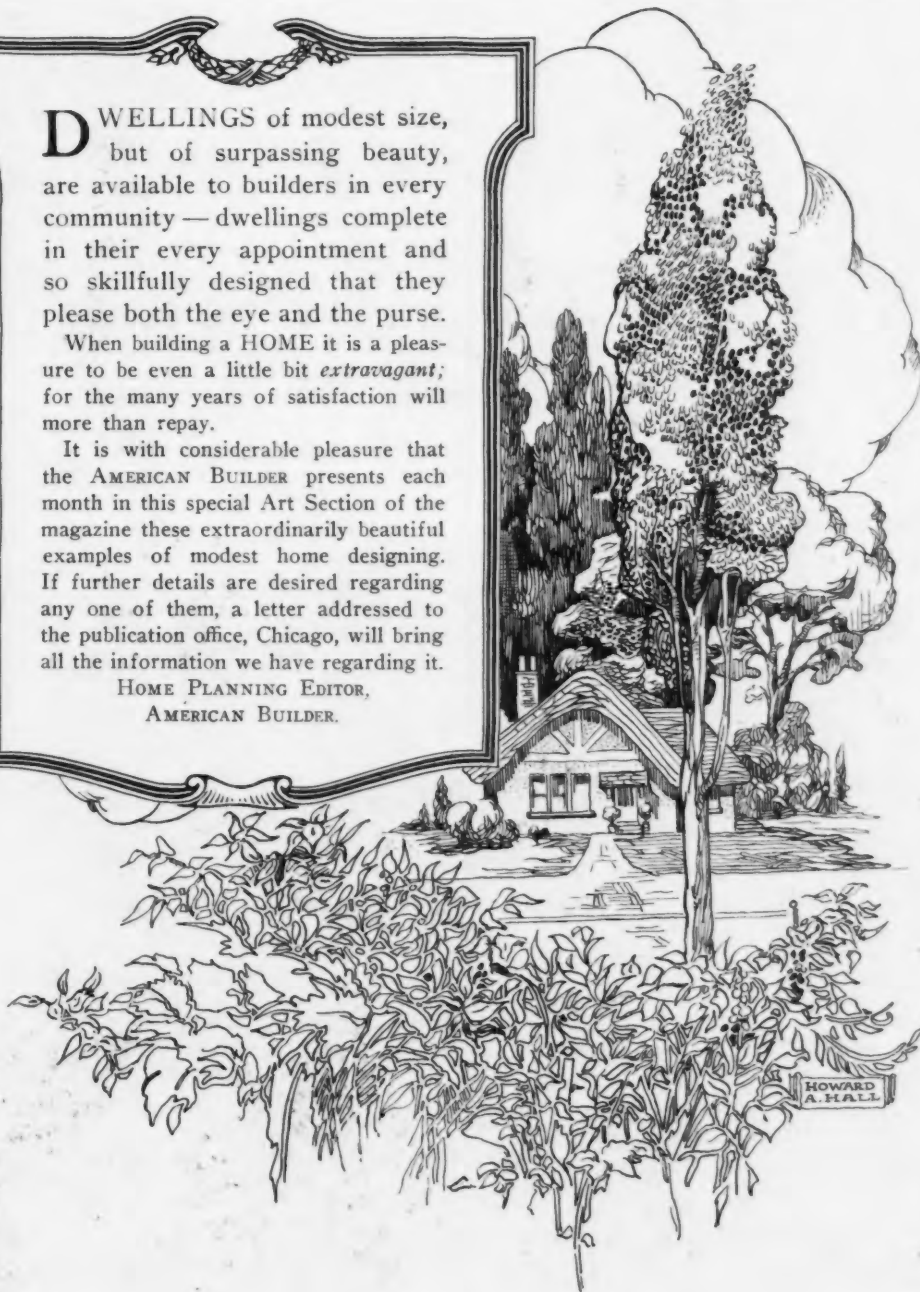 DWELLINGS of modest size,
but of surpassing beauty,
are available to builders in every
community — dwellings complete
in their every appointment and
so skillfully designed that they
please both the eye and the purse.
When building a HOME it is a pleas-
ure to be even a little bit extravagant;
for the many years of satisfaction will
more than repay.
It is with considerable pleasure that
the AMERICAN BUILDER presents each
month in this special Art Section of the
magazine these extraordinarily beautiful
examples of modest home designing.
If further details are desired regarding
any one of them, a letter addressed to
the publication office, Chicago, will bring
all the information we have regarding it.
HOME PLANNING EDITOR,
AMERICAN BUILDER.
HOWARD
A. HALL